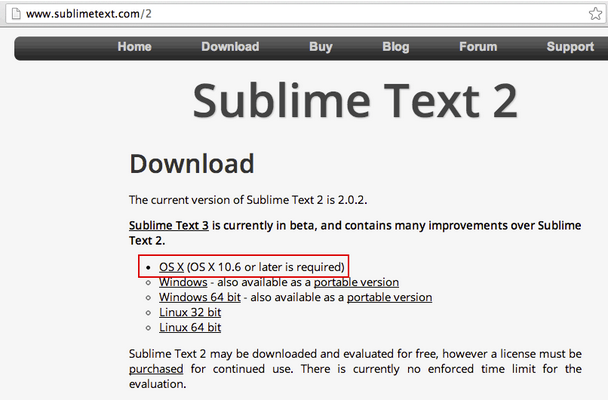 www.sublimetext.com/2
Home Download Buy Blog Forum Support
Sublime Text 2
Download
The current version of Sublime Text 2 is 2.0.2.
Sublime Text 3 is currently in beta, and contains many improvements over Sublime
Text 2.
• OS X (OS X 10.6 or later is required)
◦ Windows - also available as a portable version
◦ Windows 64 bit - also available as a portable version
◦ Linux 32 bit
◦ Linux 64 bit
Sublime Text 2 may be downloaded and evaluated for free, however a license must be
purchased for continued use. There is currently no enforced time limit for the
evaluation.